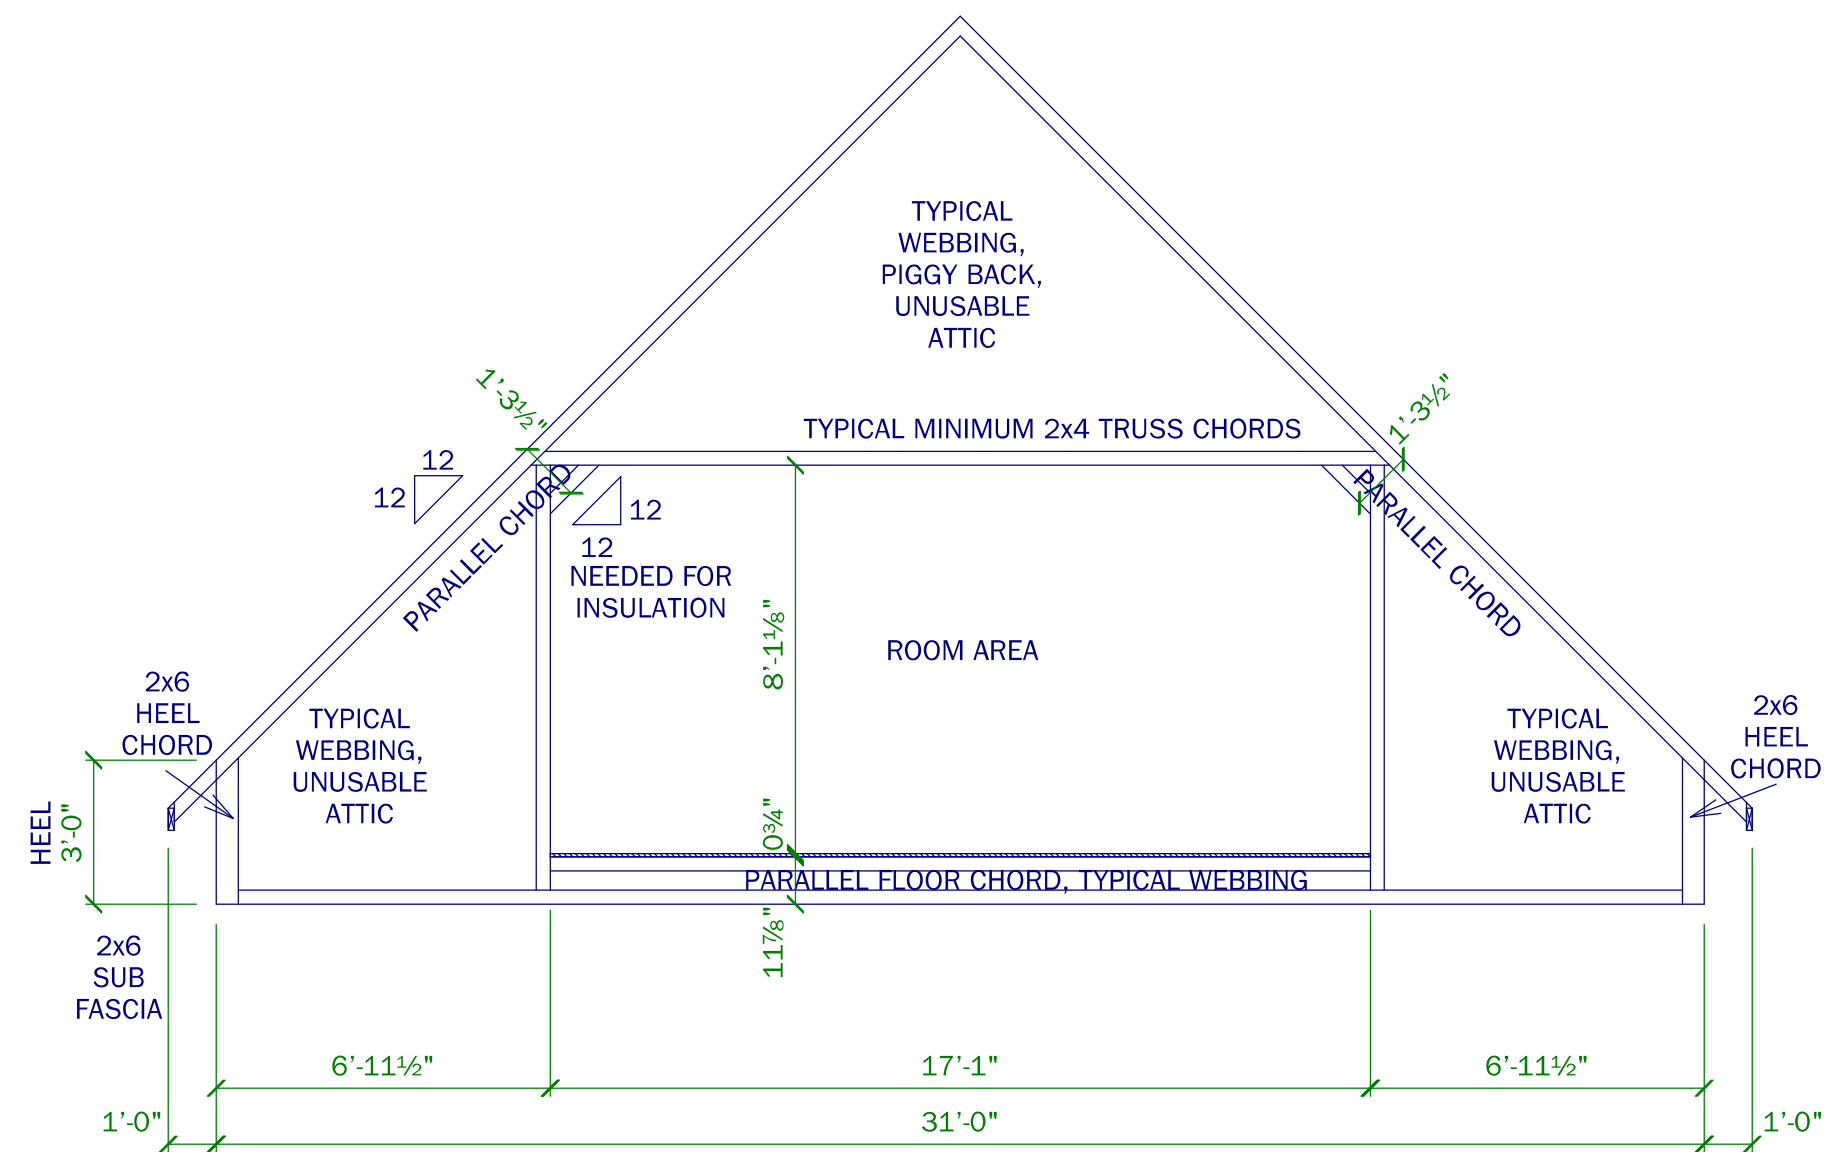 TYPICAL
WEBBING,
PIGGY BACK,
UNUSABLE
ATTIC
1'-3½"
1'-3½"
TYPICAL MINIMUM 2x4 TRUSS CHORDS
12
12
PARALLEL CHORD
12
12
NEEDED FOR
INSULATION
PARALLEL CHORD
8'-1⅛"
ROOM AREA
2x6
HEEL
CHORD
TYPICAL
WEBBING,
UNUSABLE
ATTIC
TYPICAL
WEBBING,
UNUSABLE
ATTIC
2x6
HEEL
CHORD
HEEL
3'-0"
0¾"
PARALLEL FLOOR CHORD, TYPICAL WEBBING
11⅞"
2x6
SUB
FASCIA
6'-11½"
17'-1"
6'-11½"
1'-0"
31'-0"
1'-0"